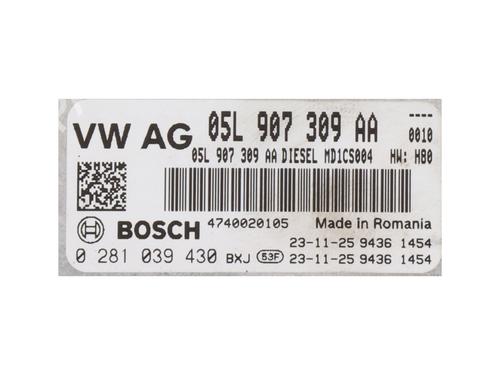 VW AG 05L 907 309 AA ----
0010
05L 907 309 AA DIESEL MD1CS004 HW: H80
BOSCH 4740020105 Made in Romania
23-11-25 9436 1454
0 281 039 430 BXJ 53F 23-11-25 9436 1454